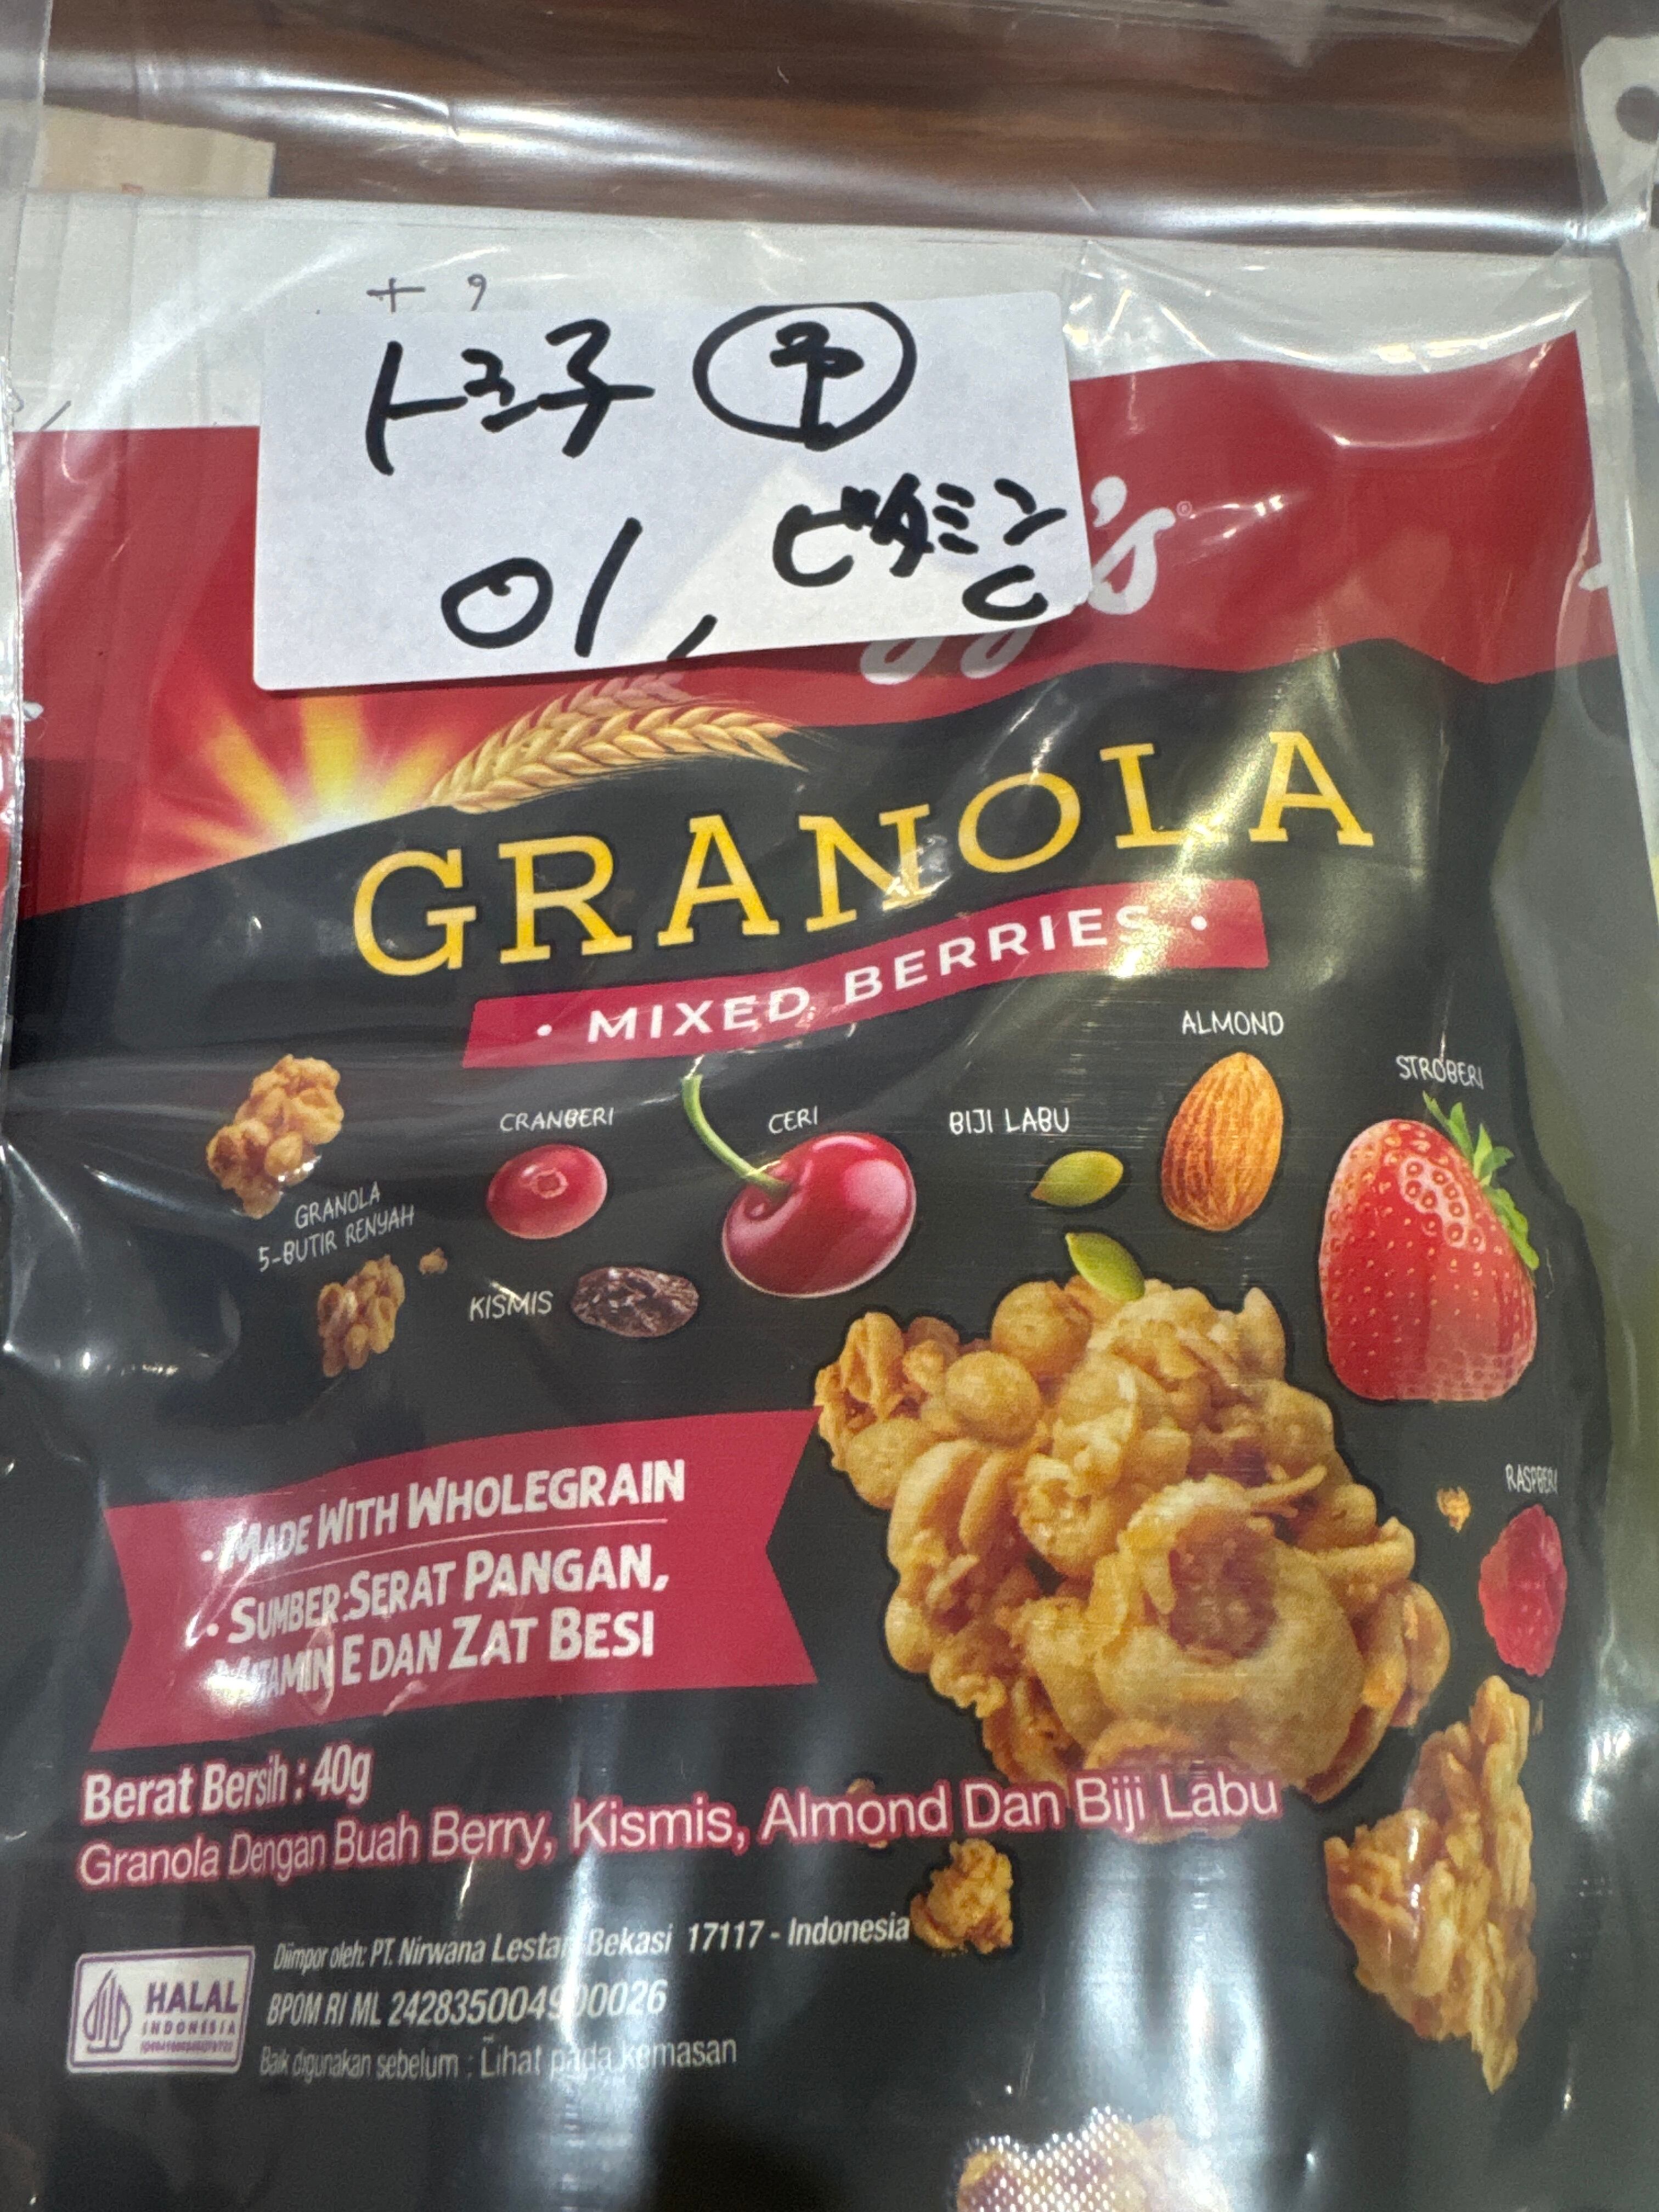 + 9
トヨ子 予
01, ビタミン
GRANOLA
• MIXED BERRIES •
ALMOND
STROBERI
CRANBERI
CERI
BIJI LABU
GRANOLA
5-BUTIR RENYAH
KISMIS
RASPBERI
• MADE WITH WHOLEGRAIN
• SUMBER:SERAT PANGAN,
VITAMIN E DAN ZAT BESI
Berat Bersih : 40g
Granola Dengan Buah Berry, Kismis, Almond Dan Biji Labu
Diimpor oleh: PT. Nirwana Lestari Bekasi 17117 - Indonesia
BPOM RI ML 242835004900026
Baik digunakan sebelum : Lihat pada kemasan
HALAL
INDONESIA